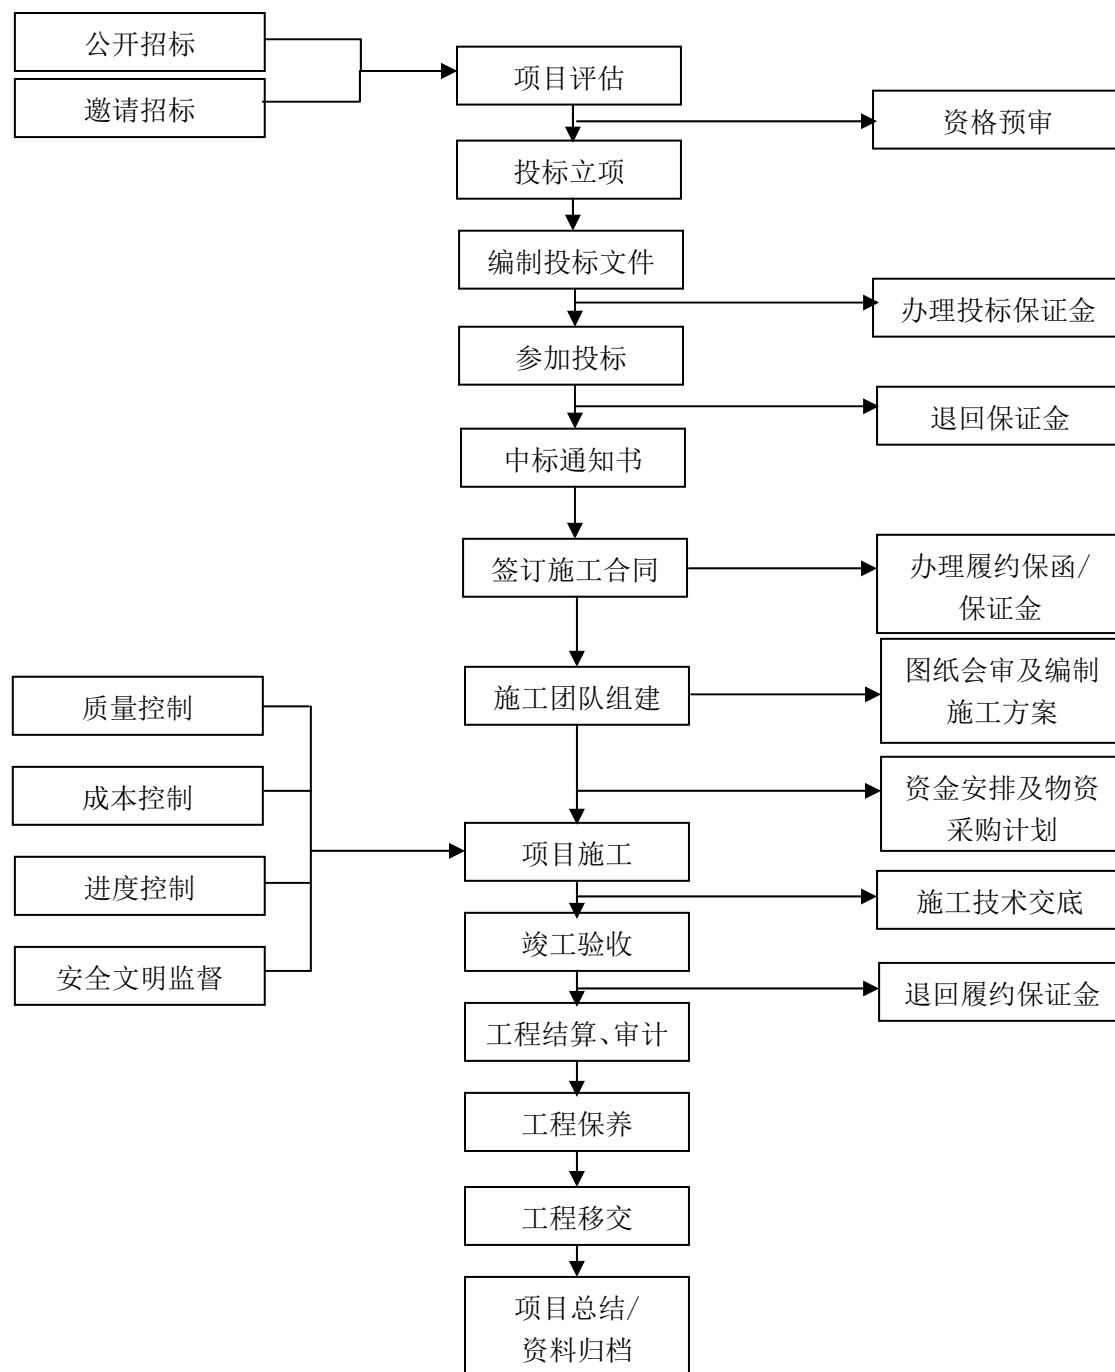 公开招标
项目评估
邀请招标
资格预审
投标立项
编制投标文件
办理投标保证金
参加投标
退回保证金
中标通知书
签订施工合同
办理履约保函/
保证金
施工团队组建
图纸会审及编制
施工方案
质量控制
资金安排及物资
采购计划
成本控制
项目施工
进度控制
施工技术交底
竣工验收
安全文明监督
退回履约保证金
工程结算、审计
工程保养
工程移交
项目总结/
资料归档